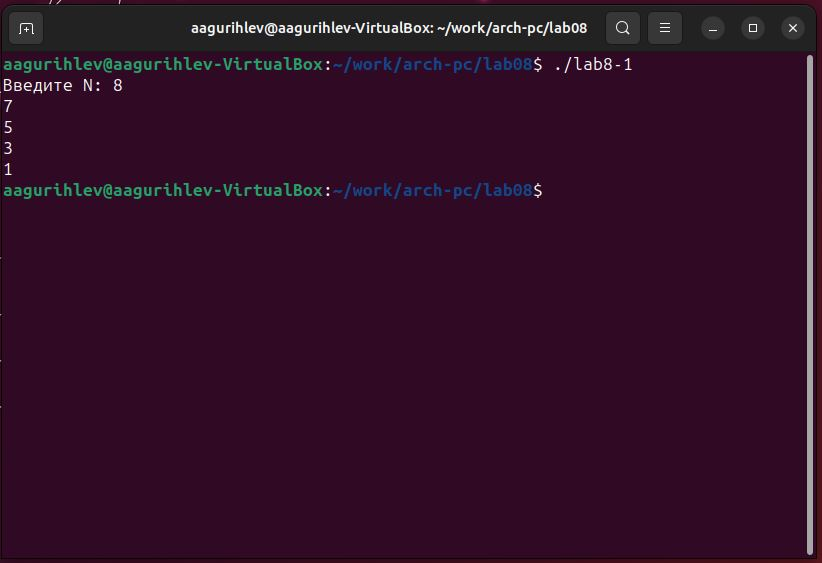 aagurihlev@aagurihlev-VirtualBox: ~/work/arch-pc/lab08
aagurihlev@aagurihlev-VirtualBox:~/work/arch-pc/lab08$ ./lab8-1
Введите N: 8
7
5
3
1
aagurihlev@aagurihlev-VirtualBox:~/work/arch-pc/lab08$